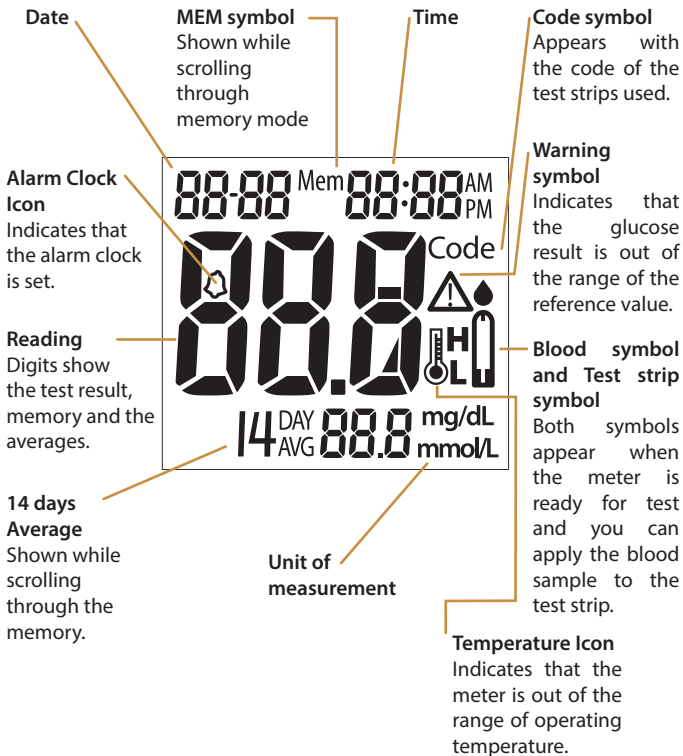 Date
MEM symbol
Shown while
scrolling
through
memory mode
Time
Code symbol
Appears with
the code of the
test strips used.
Alarm Clock
Icon
Indicates that
the alarm clock
is set.
Reading
Digits show
the test result,
memory and the
averages.
14 days
Average
Shown while
scrolling
through the
memory.
88-88 Mem 88:88 AM
PM
Code
88.8
H
L
14 DAY
AVG 88.8 mg/dL
mmol/L
Unit of
measurement
Warning
symbol
Indicates that
the glucose
result is out of
the range of the
reference value.
Blood symbol
and Test strip
symbol
Both symbols
appear when
the meter is
ready for test
and you can
apply the blood
sample to the
test strip.
Temperature Icon
Indicates that the
meter is out of the
range of operating
temperature.